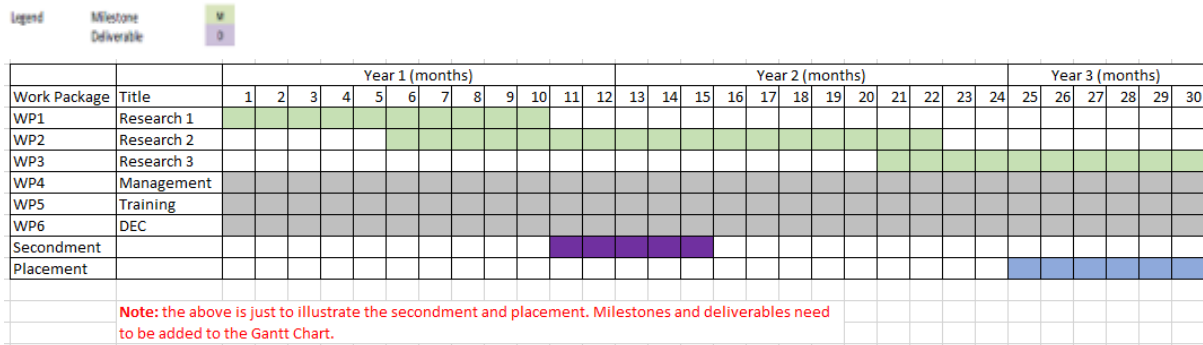 Legend Milestone M
Deliverable D
Year 1 (months) Year 2 (months) Year 3 (months)
Work Package Title 1 2 3 4 5 6 7 8 9 10 11 12 13 14 15 16 17 18 19 20 21 22 23 24 25 26 27 28 29 30
WP1 Research 1
WP2 Research 2
WP3 Research 3
WP4 Management
WP5 Training
WP6 DEC
Secondment
Placement
Note: the above is just to illustrate the secondment and placement. Milestones and deliverables need
to be added to the Gantt Chart.